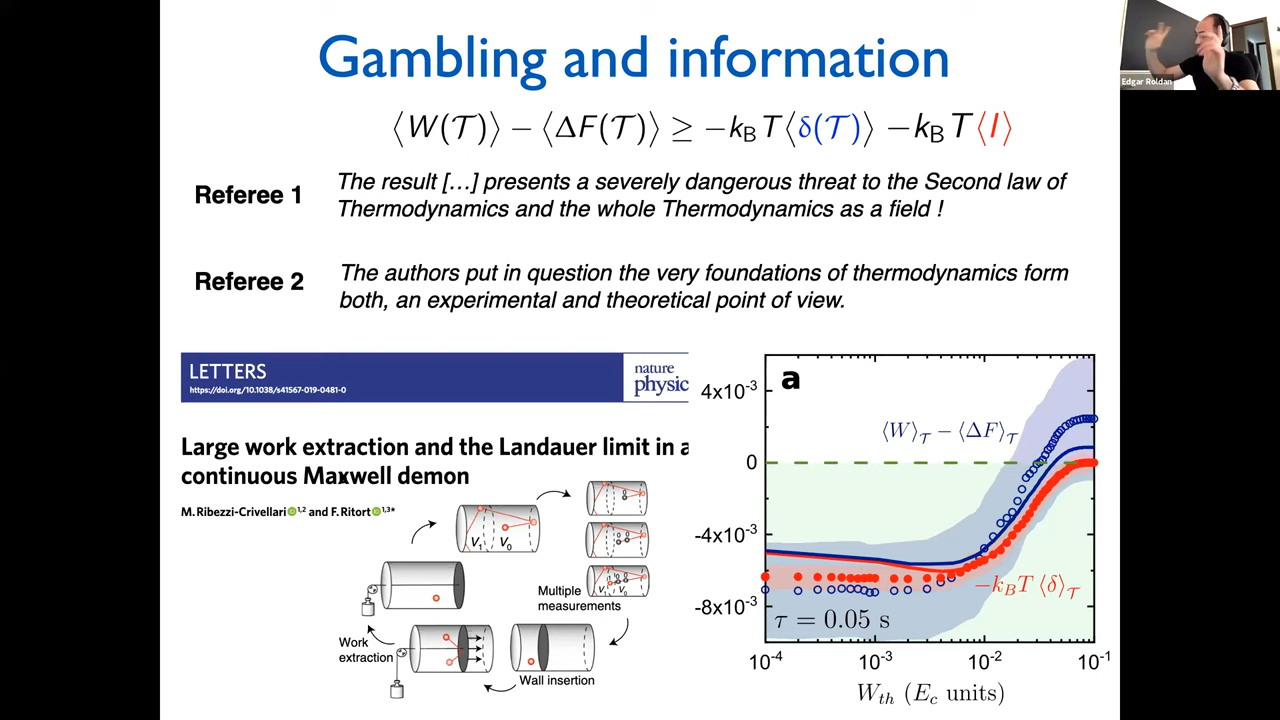 Gambling and information
Edgar Roldan
⟨W(𝒯)⟩ − ⟨ΔF(𝒯)⟩ ≥ −k_B T⟨δ(𝒯)⟩ −k_B T⟨I⟩
Referee 1
The result [...] presents a severely dangerous threat to the Second law of
Thermodynamics and the whole Thermodynamics as a field !
Referee 2
The authors put in question the very foundations of thermodynamics form
both, an experimental and theoretical point of view.
LETTERS
https://doi.org/10.1038/s41567-019-0481-0
nature
physic
Large work extraction and the Landauer limit in a
continuous Maxwell demon
M. Ribezzi-Crivellari 1,2 and F. Ritort 1,3*
V1 V0
Multiple
measurements
Work
extraction
Wall insertion
a
4x10-3
0
-4x10-3
-8x10-3
⟨W⟩𝒯 − ⟨ΔF⟩𝒯
−k_B T ⟨δ⟩𝒯
τ = 0.05 s
10-4 10-3 10-2 10-1
W_th (E_c units)